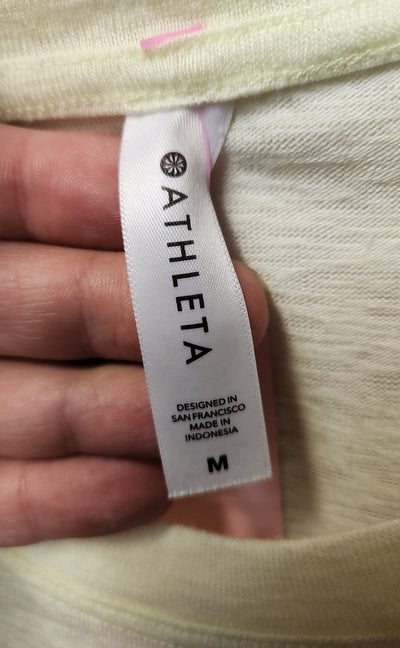 ATHLETA
DESIGNED IN
SAN FRANCISCO
MADE IN
INDONESIA
M